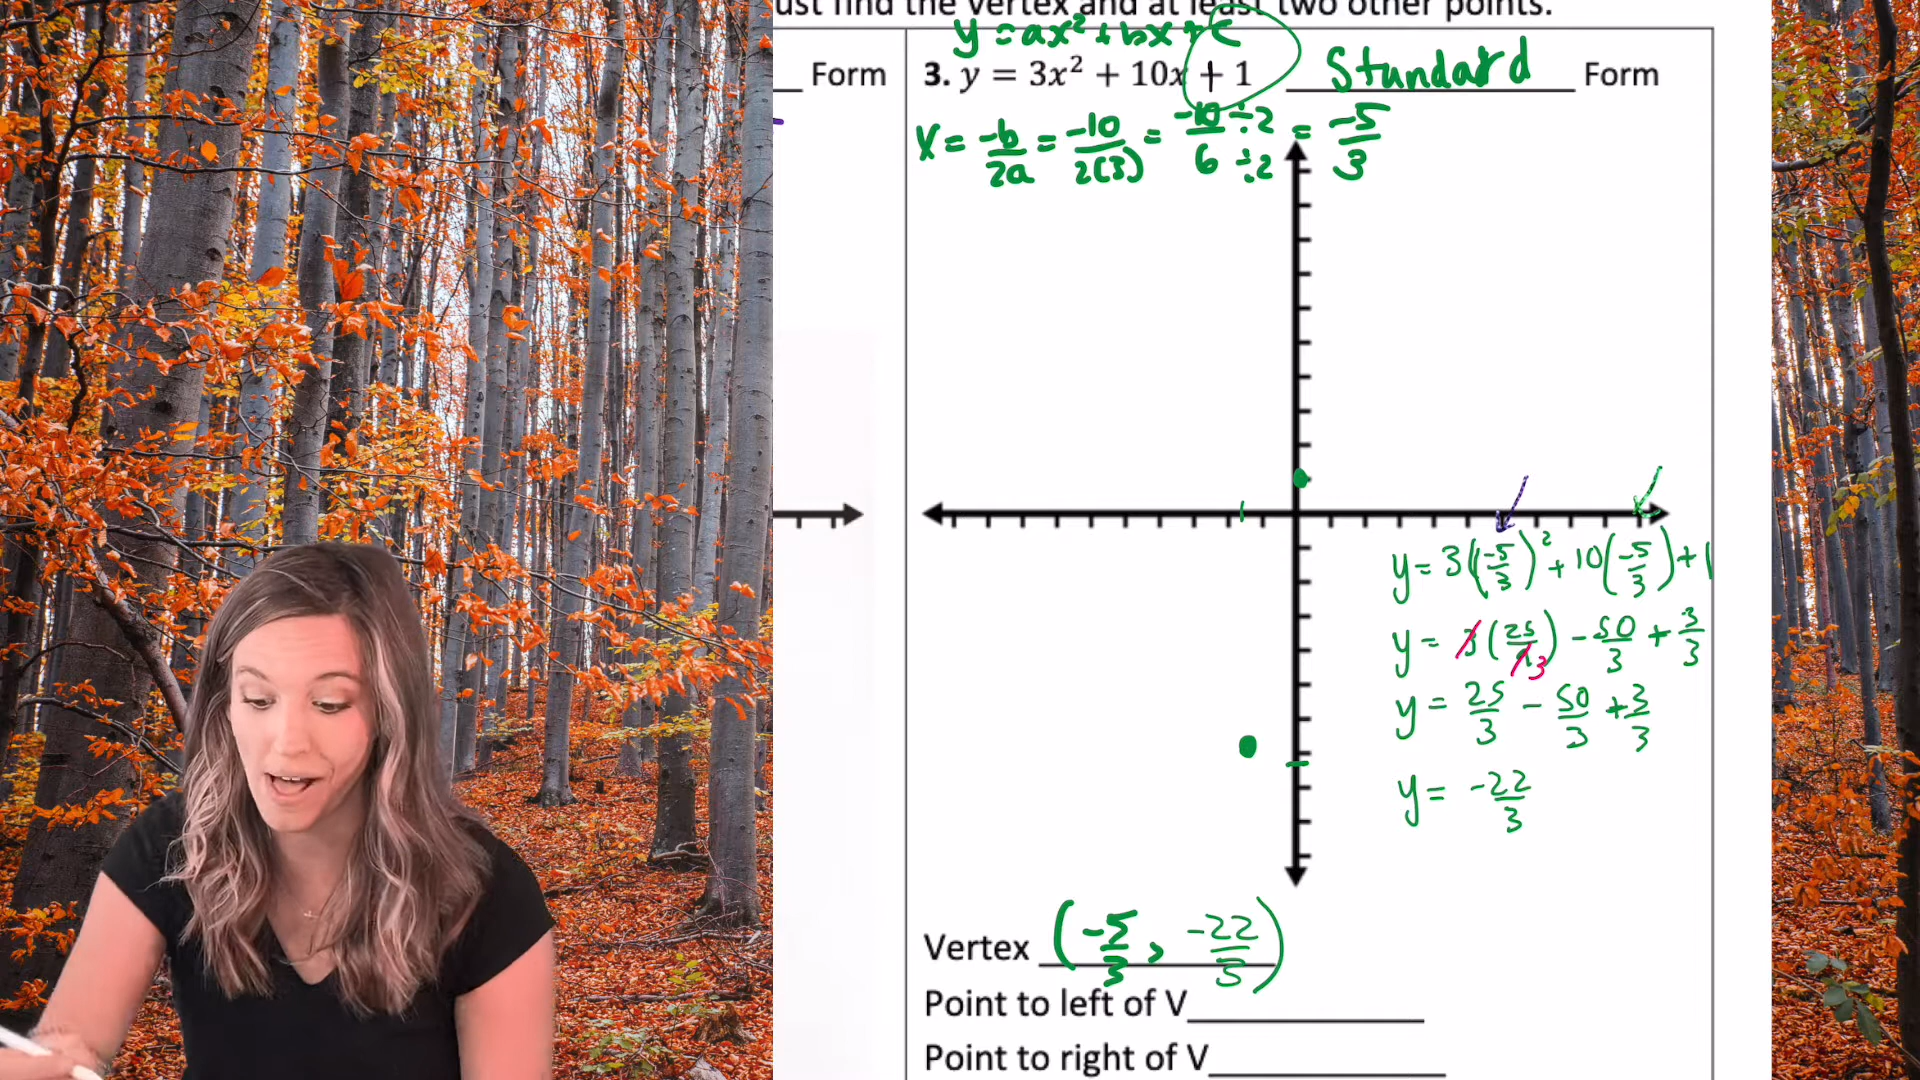 ust find the vertex and at least two other points.
y = ax² + bx + c
Form
3. y = 3x² + 10x + 1 Standard Form
x = -b/2a = -10/2(3) = -10÷2/6÷2 = -5/3
y = 3(-5/3)² + 10(-5/3) + 1
y = 3(25/9 3) - 50/3 + 3/3
y = 25/3 - 50/3 + 3/3
y = -22/3
Vertex (-5/3, -22/3)
Point to left of V
Point to right of V